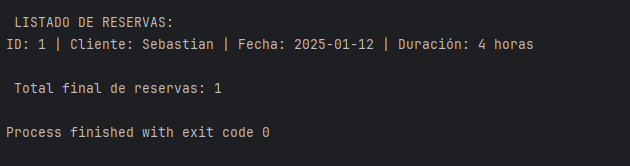 LISTADO DE RESERVAS:
ID: 1 | Cliente: Sebastian | Fecha: 2025-01-12 | Duración: 4 horas
Total final de reservas: 1
Process finished with exit code 0